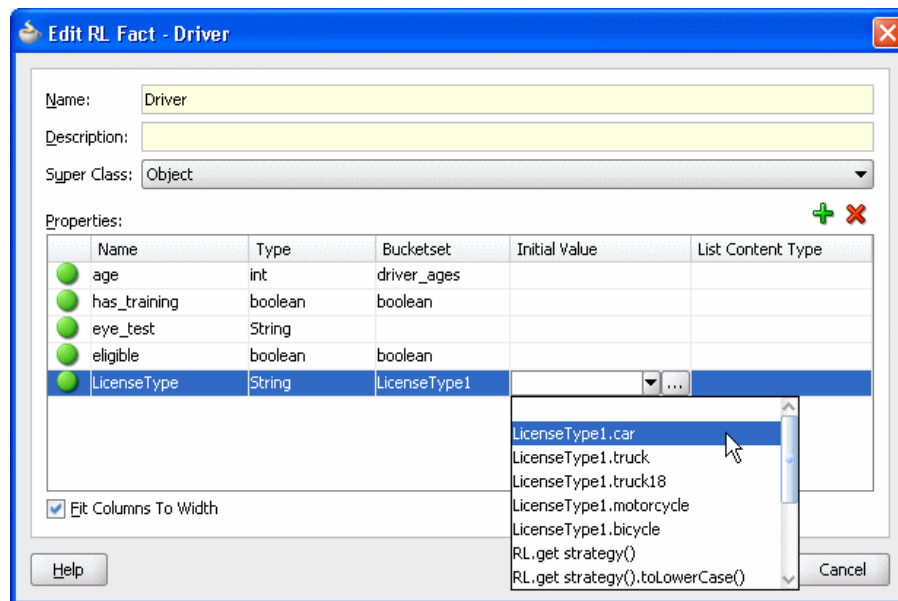 Edit RL Fact - Driver
Name: Driver
Description:
Super Class: Object
Properties:
Name Type Bucketset Initial Value List Content Type
age int driver_ages
has_training boolean boolean
eye_test String
eligible boolean boolean
LicenseType String LicenseType1 ...
LicenseType1.car
LicenseType1.truck
LicenseType1.truck18
LicenseType1.motorcycle
LicenseType1.bicycle
RL.get strategy()
RL.get strategy().toLowerCase()
Fit Columns To Width
Help Cancel